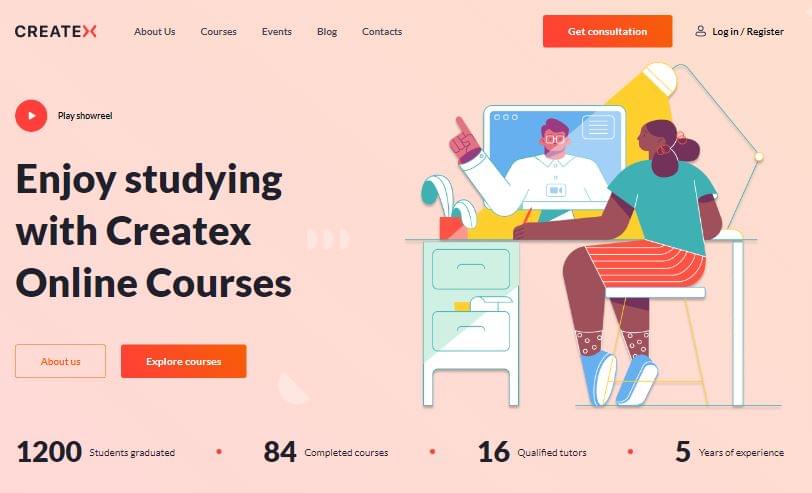 CREATEX
About Us
Courses
Events
Blog
Contacts
Get consultation
Log in / Register
Play showreel
Enjoy studying
with Createx
Online Courses
About us
Explore courses
1200 Students graduated
84 Completed courses
16 Qualified tutors
5 Years of experience